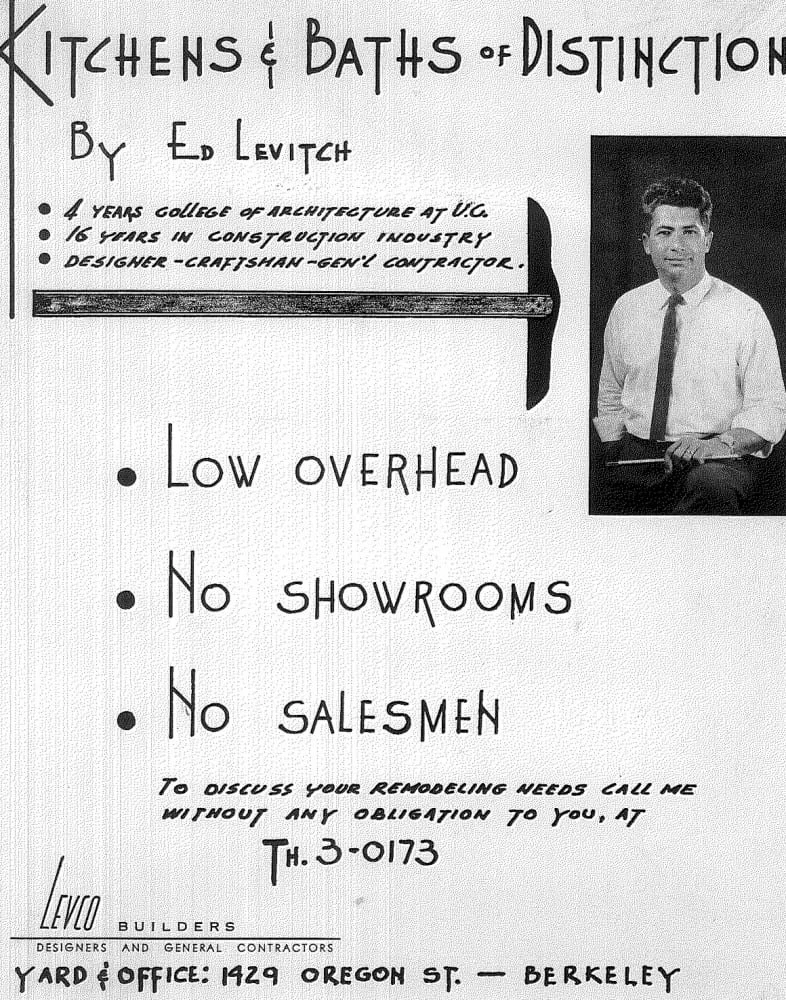 KITCHENS & BATHS OF DISTINCTION
BY ED LEVITCH
• 4 YEARS COLLEGE OF ARCHITECTURE AT U.C.
• 16 YEARS IN CONSTRUCTION INDUSTRY
• DESIGNER-CRAFTSMAN-GEN'L CONTRACTOR.
• LOW OVERHEAD
• NO SHOWROOMS
• NO SALESMEN
TO DISCUSS YOUR REMODELING NEEDS CALL ME
WITHOUT ANY OBLIGATION TO YOU, AT
TH. 3-0173
LEVCO BUILDERS
DESIGNERS AND GENERAL CONTRACTORS
YARD & OFFICE: 1429 OREGON ST. — BERKELEY